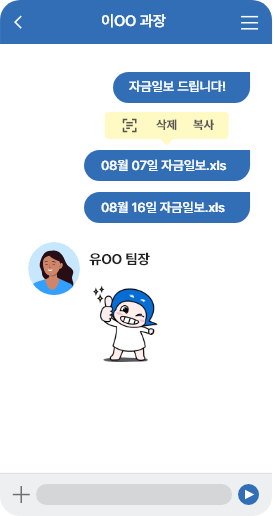 이OO 과장
자금일보 드립니다!
삭제 복사
08월 07일 자금일보.xls
08월 16일 자금일보.xls
유OO 팀장